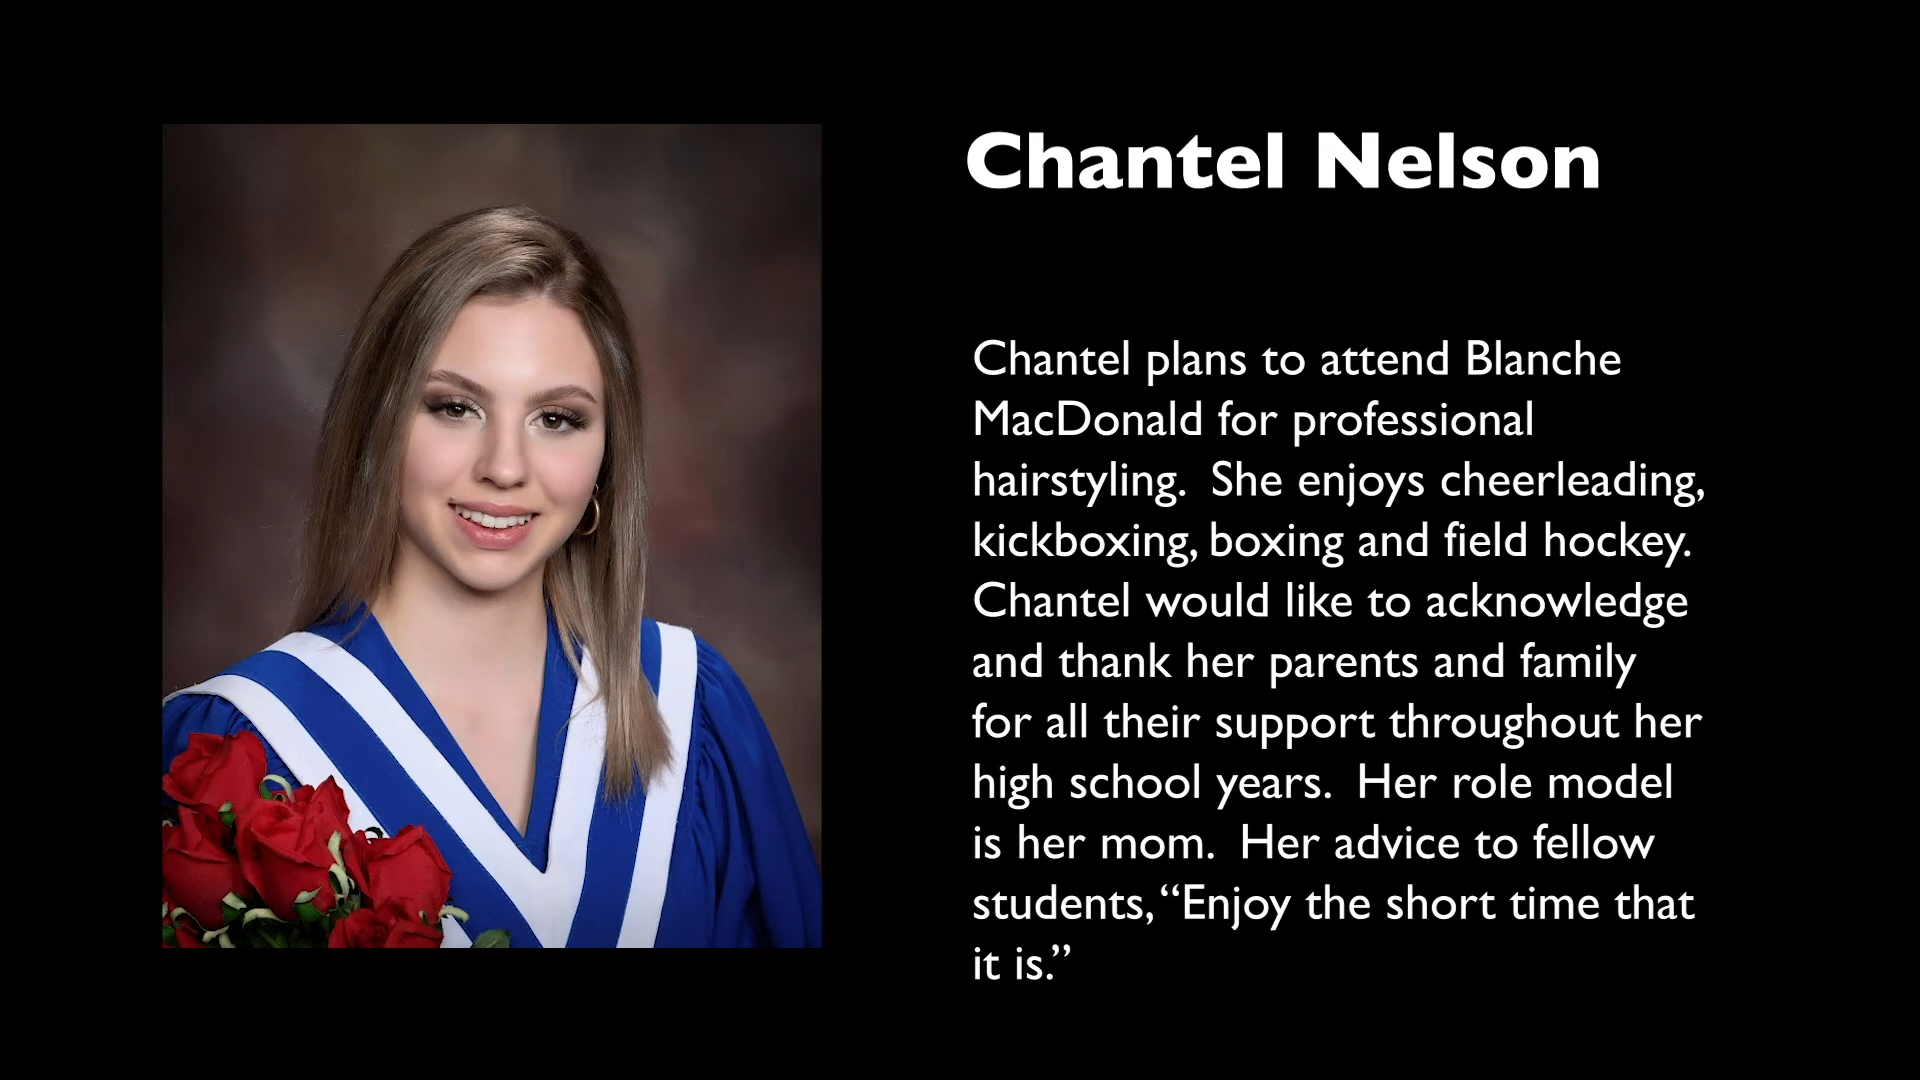 Chantel Nelson
Chantel plans to attend Blanche
MacDonald for professional
hairstyling.  She enjoys cheerleading,
kickboxing, boxing and field hockey.
Chantel would like to acknowledge
and thank her parents and family
for all their support throughout her
high school years.  Her role model
is her mom.  Her advice to fellow
students, “Enjoy the short time that
it is.”